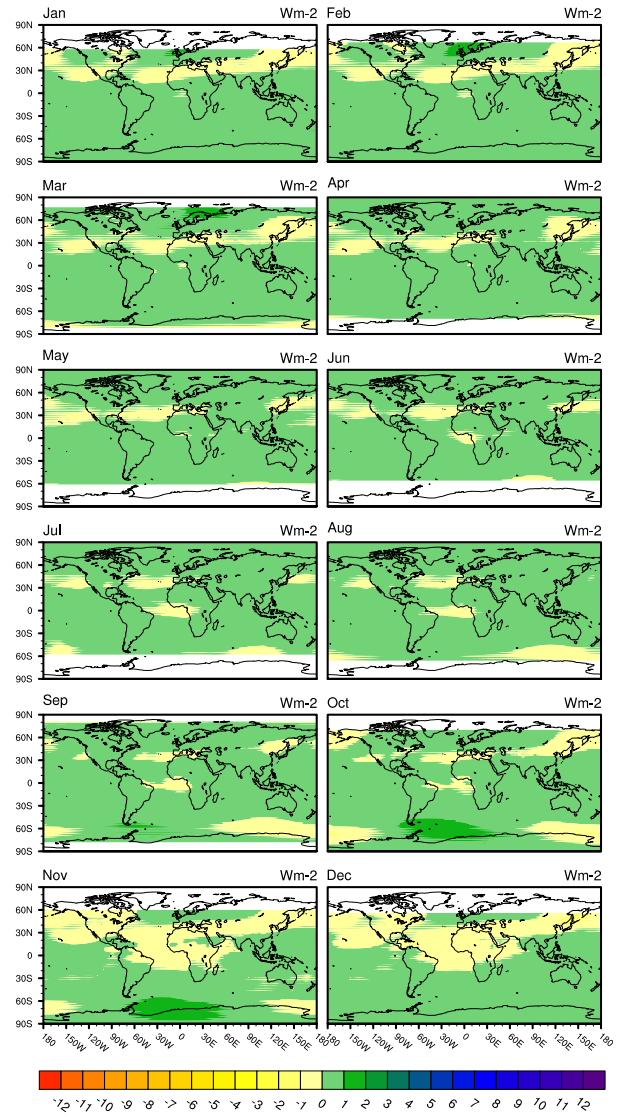 Jan Wm-2 Feb Wm-2
90N
60N
30N
0
30S
60S
90S
Mar Wm-2 Apr Wm-2
90N
60N
30N
0
30S
60S
90S
May Wm-2 Jun Wm-2
90N
60N
30N
0
30S
60S
90S
Jul Wm-2 Aug Wm-2
90N
60N
30N
0
30S
60S
90S
Sep Wm-2 Oct Wm-2
90N
60N
30N
0
30S
60S
90S
Nov Wm-2 Dec Wm-2
90N
60N
30N
0
30S
60S
90S
180 150W 120W 90W 60W 30W 0 30E 60E 90E 120E 150E 180 150W 120W 90W 60W 30W 0 30E 60E 90E 120E 150E 180
-12 -11 -10 -9 -8 -7 -6 -5 -4 -3 -2 -1 0 1 2 3 4 5 6 7 8 9 10 11 12